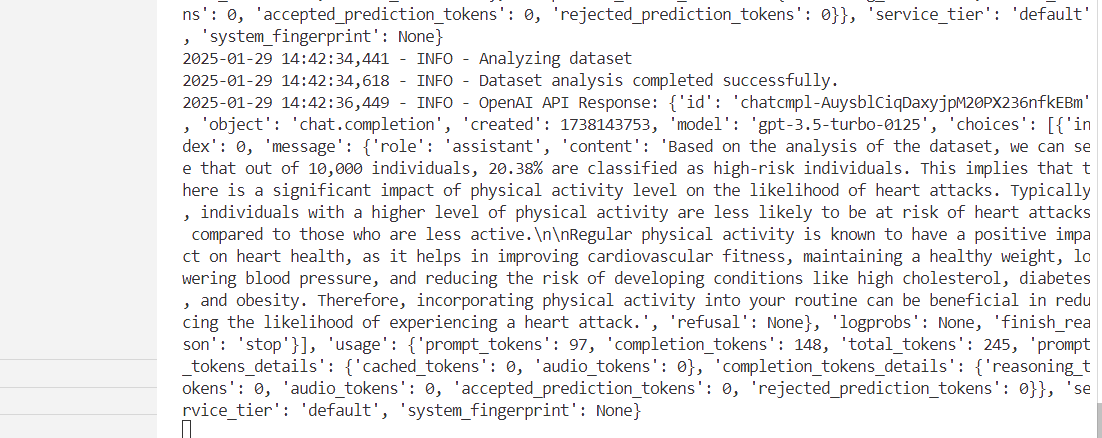 ns': 0, 'accepted_prediction_tokens': 0, 'rejected_prediction_tokens': 0}}, 'service_tier': 'default'
, 'system_fingerprint': None}
2025-01-29 14:42:34,441 - INFO - Analyzing dataset
2025-01-29 14:42:34,618 - INFO - Dataset analysis completed successfully.
2025-01-29 14:42:36,449 - INFO - OpenAI API Response: {'id': 'chatcmpl-AuysblCiqDaxyjpM20PX236nfkEBm'
, 'object': 'chat.completion', 'created': 1738143753, 'model': 'gpt-3.5-turbo-0125', 'choices': [{'in
dex': 0, 'message': {'role': 'assistant', 'content': 'Based on the analysis of the dataset, we can se
e that out of 10,000 individuals, 20.38% are classified as high-risk individuals. This implies that t
here is a significant impact of physical activity level on the likelihood of heart attacks. Typically
, individuals with a higher level of physical activity are less likely to be at risk of heart attacks
 compared to those who are less active.\n\nRegular physical activity is known to have a positive impa
ct on heart health, as it helps in improving cardiovascular fitness, maintaining a healthy weight, lo
wering blood pressure, and reducing the risk of developing conditions like high cholesterol, diabetes
, and obesity. Therefore, incorporating physical activity into your routine can be beneficial in redu
cing the likelihood of experiencing a heart attack.', 'refusal': None}, 'logprobs': None, 'finish_rea
son': 'stop'}], 'usage': {'prompt_tokens': 97, 'completion_tokens': 148, 'total_tokens': 245, 'prompt
_tokens_details': {'cached_tokens': 0, 'audio_tokens': 0}, 'completion_tokens_details': {'reasoning_t
okens': 0, 'audio_tokens': 0, 'accepted_prediction_tokens': 0, 'rejected_prediction_tokens': 0}}, 'se
rvice_tier': 'default', 'system_fingerprint': None}